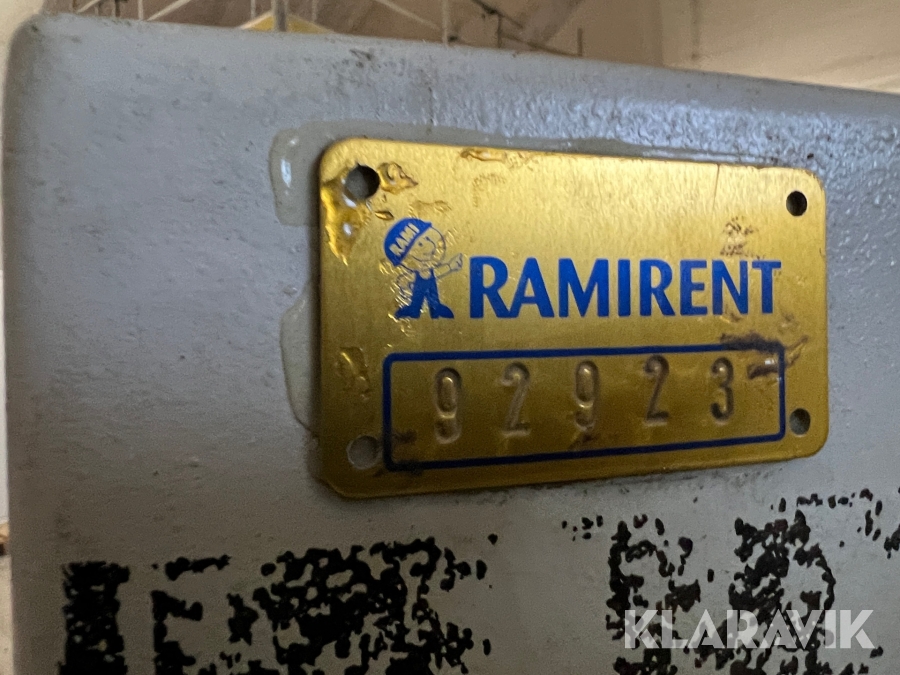 RAMI
RAMIRENT
92923
KLARAVIK